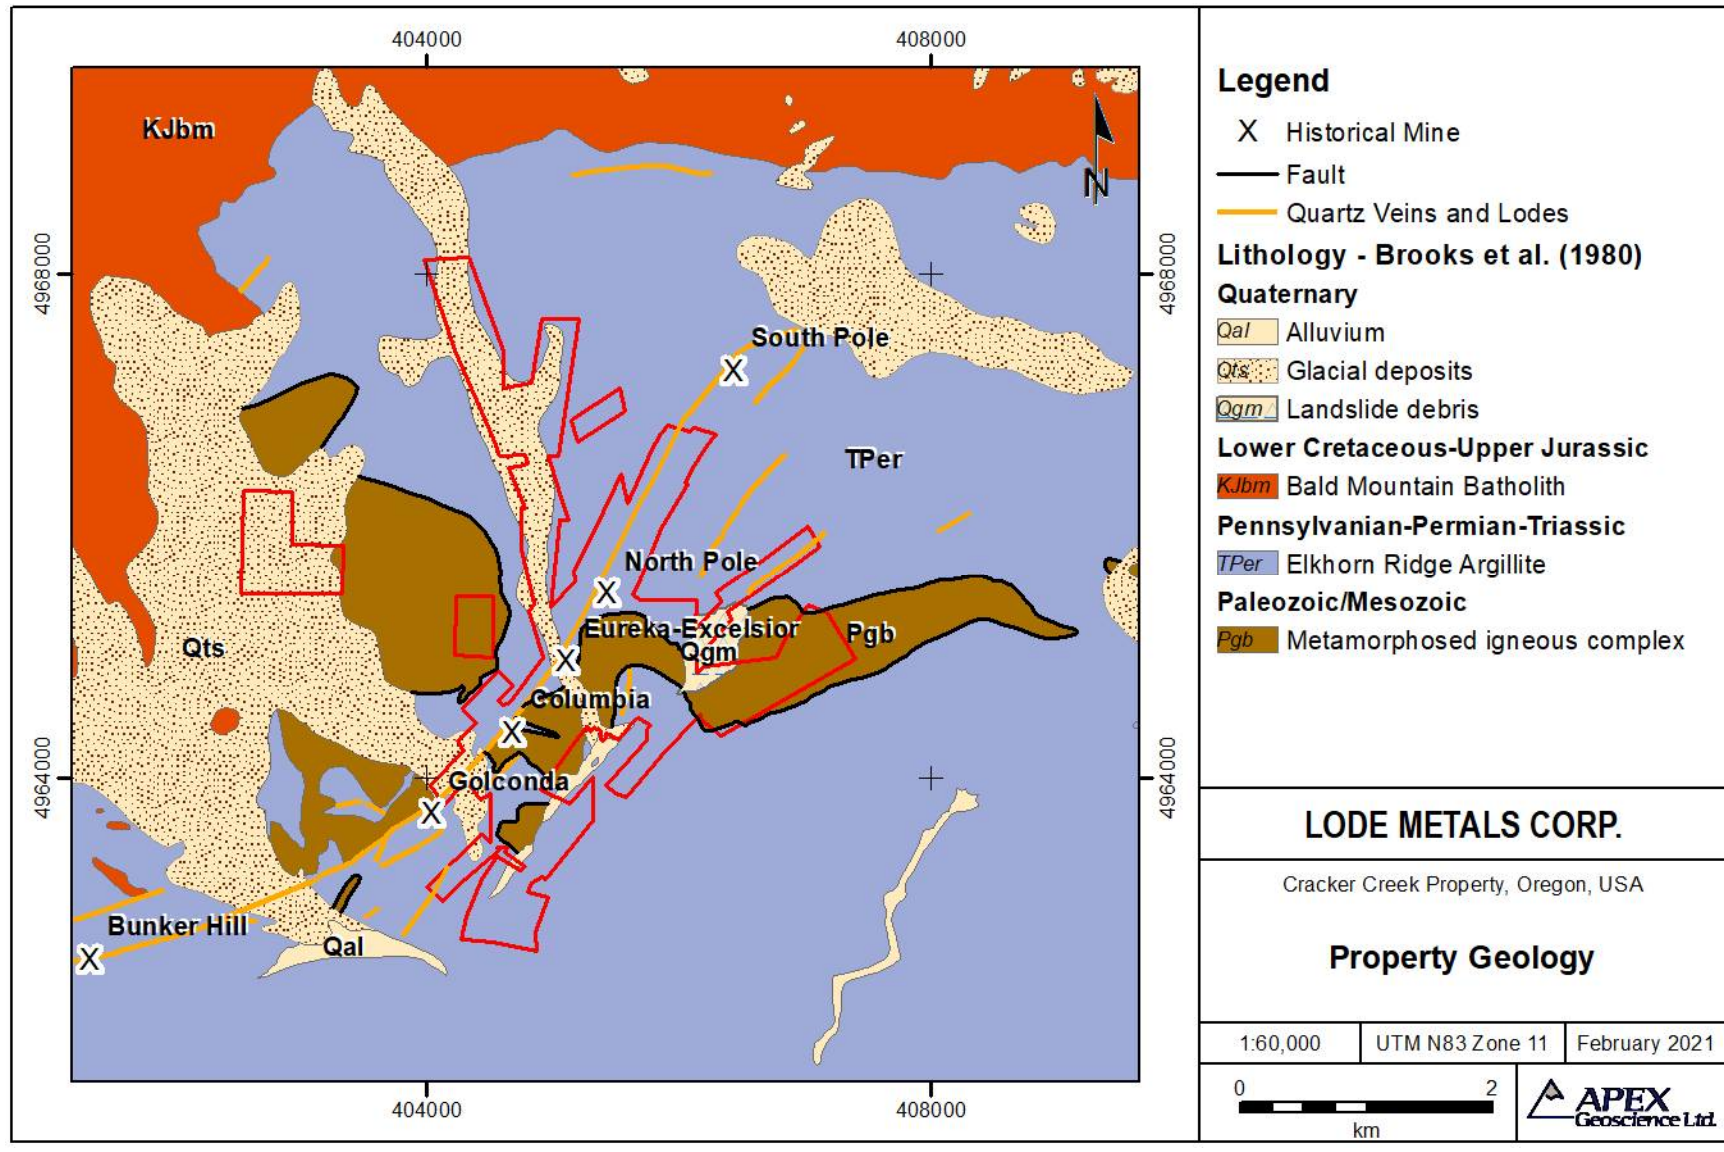 404000
408000
KJbm
N
4968000
4968000
South Pole
X
TPer
North Pole
X
Eureka-Excelsior
Pgb
Qts
Qgm
X
Columbia
X
4964000
4964000
Golconda
X
Bunker Hill
Qal
X
404000
408000
Legend
X Historical Mine
Fault
Quartz Veins and Lodes
Lithology - Brooks et al. (1980)
Quaternary
Qal Alluvium
Qts Glacial deposits
Qgm Landslide debris
Lower Cretaceous-Upper Jurassic
KJbm Bald Mountain Batholith
Pennsylvanian-Permian-Triassic
TPer Elkhorn Ridge Argillite
Paleozoic/Mesozoic
Pgb Metamorphosed igneous complex
LODE METALS CORP.
Cracker Creek Property, Oregon, USA
Property Geology
1:60,000 UTM N83 Zone 11 February 2021
0 2
km
APEX
Geoscience Ltd.